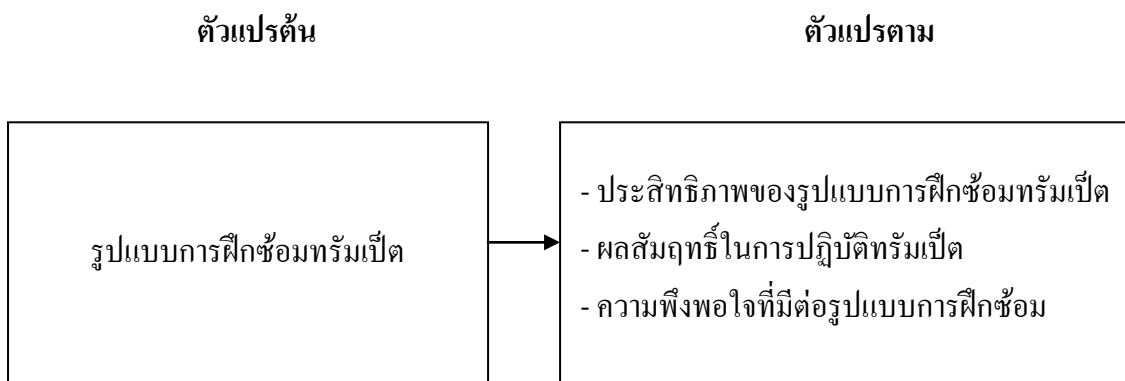 ตัวแปรต้น
ตัวแปรตาม
รูปแบบการฝึกซ้อมทรัมเป็ต
- ประสิทธิภาพของรูปแบบการฝึกซ้อมทรัมเป็ต
- ผลสัมฤทธิ์ในการปฏิบัติทรัมเป็ต
- ความพึงพอใจที่มีต่อรูปแบบการฝึกซ้อม